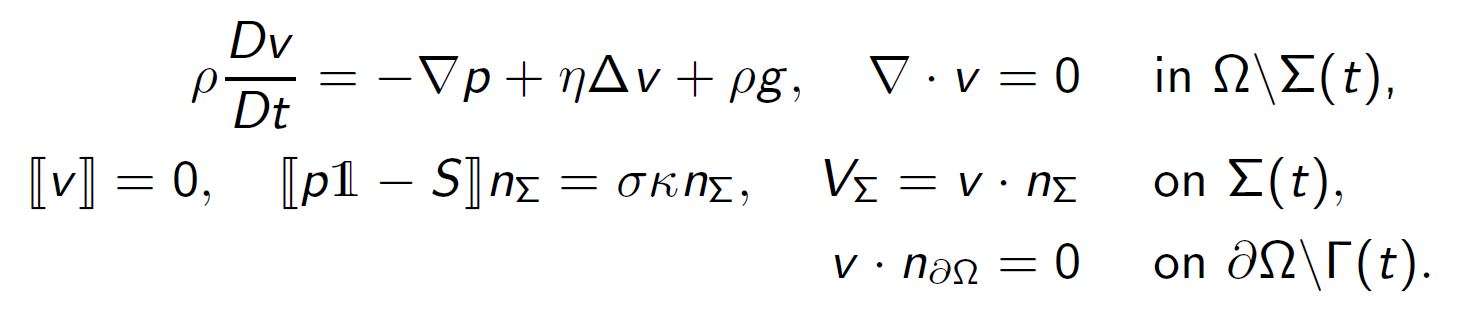 ρ Dv/Dt = −∇p + ηΔv + ρg, ∇ · v = 0 in Ω\Σ(t),
⟦v⟧ = 0, ⟦p𝟙 − S⟧n_Σ = σκn_Σ, V_Σ = v · n_Σ on Σ(t),
v · n_∂Ω = 0 on ∂Ω\Γ(t).